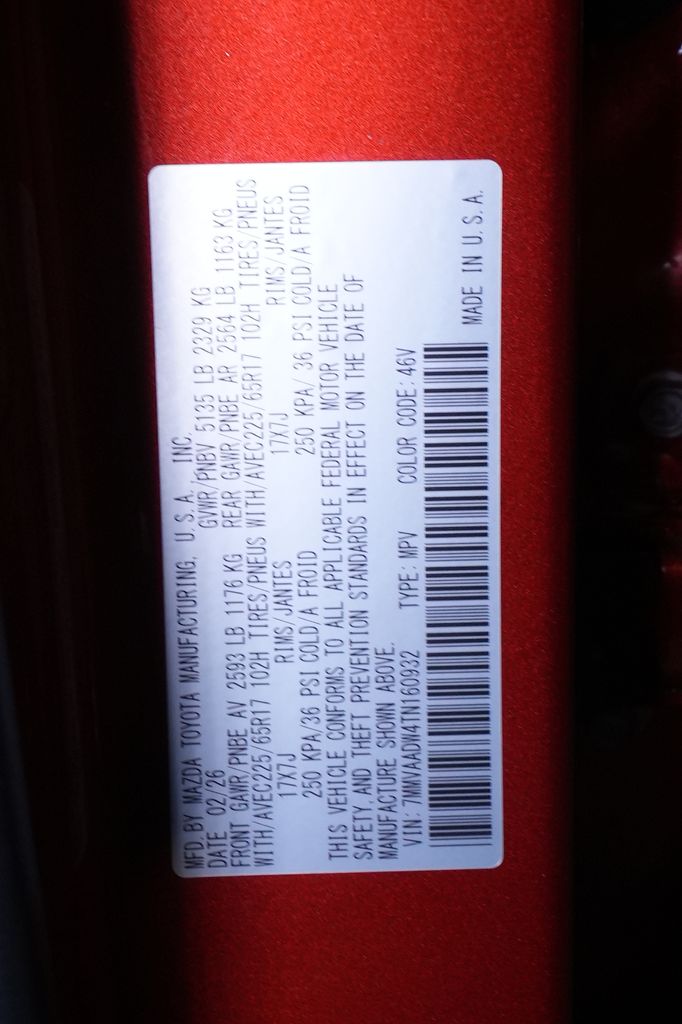 MFD. BY MAZDA TOYOTA MANUFACTURING, U.S.A., INC.
DATE 02/26 GVWR/PNBV 5135 LB 2329 KG
FRONT GAWR/PNBE AV 2593 LB 1176 KG REAR GAWR/PNBE AR 2564 LB 1163 KG
WITH/AVEC225/65R17 102H TIRES/PNEUS WITH/AVEC225/65R17 102H TIRES/PNEUS
17X7J RIMS/JANTES 17X7J RIMS/JANTES
250 KPA/36 PSI COLD/A FROID 250 KPA/ 36 PSI COLD/A FROID
THIS VEHICLE CONFORMS TO ALL APPLICABLE FEDERAL MOTOR VEHICLE
SAFETY, AND THEFT PREVENTION STANDARDS IN EFFECT ON THE DATE OF
MANUFACTURE SHOWN ABOVE.
VIN: 7MMVAADW4TN160932 TYPE: MPV COLOR CODE: 46V
MADE IN U.S.A.